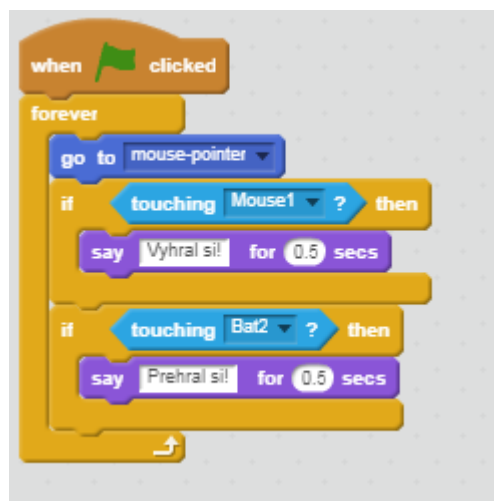 when clicked
forever
go to mouse-pointer
if touching Mouse1 ? then
say Vyhral si! for 0.5 secs
if touching Bat2 ? then
say Prehral si! for 0.5 secs